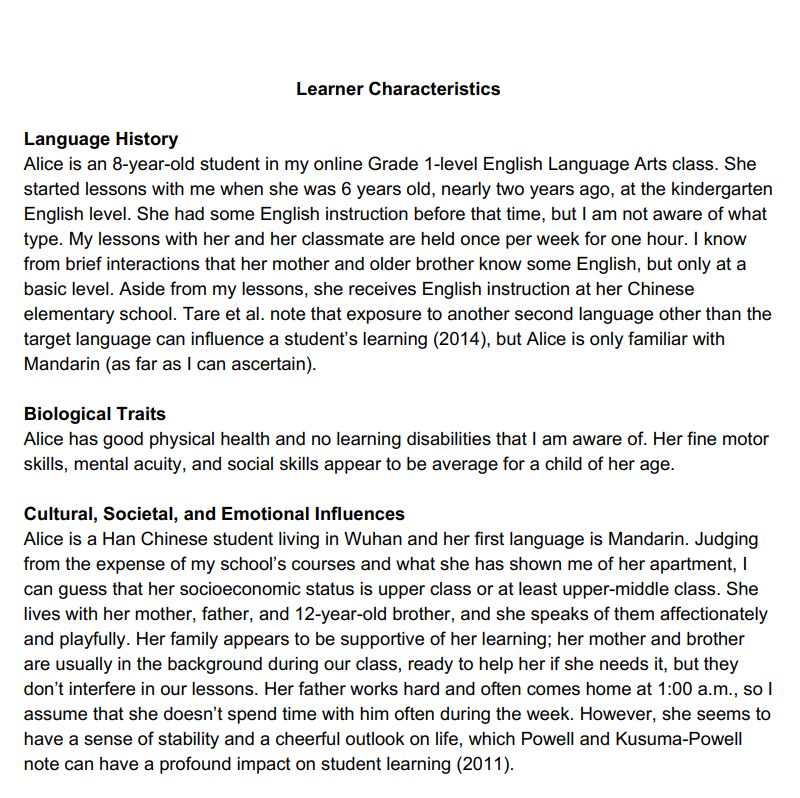 Learner Characteristics
Language History
Alice is an 8-year-old student in my online Grade 1-level English Language Arts class. She
started lessons with me when she was 6 years old, nearly two years ago, at the kindergarten
English level. She had some English instruction before that time, but I am not aware of what
type. My lessons with her and her classmate are held once per week for one hour. I know
from brief interactions that her mother and older brother know some English, but only at a
basic level. Aside from my lessons, she receives English instruction at her Chinese
elementary school. Tare et al. note that exposure to another second language other than the
target language can influence a student’s learning (2014), but Alice is only familiar with
Mandarin (as far as I can ascertain).
Biological Traits
Alice has good physical health and no learning disabilities that I am aware of. Her fine motor
skills, mental acuity, and social skills appear to be average for a child of her age.
Cultural, Societal, and Emotional Influences
Alice is a Han Chinese student living in Wuhan and her first language is Mandarin. Judging
from the expense of my school’s courses and what she has shown me of her apartment, I
can guess that her socioeconomic status is upper class or at least upper-middle class. She
lives with her mother, father, and 12-year-old brother, and she speaks of them affectionately
and playfully. Her family appears to be supportive of her learning; her mother and brother
are usually in the background during our class, ready to help her if she needs it, but they
don’t interfere in our lessons. Her father works hard and often comes home at 1:00 a.m., so I
assume that she doesn’t spend time with him often during the week. However, she seems to
have a sense of stability and a cheerful outlook on life, which Powell and Kusuma-Powell
note can have a profound impact on student learning (2011).